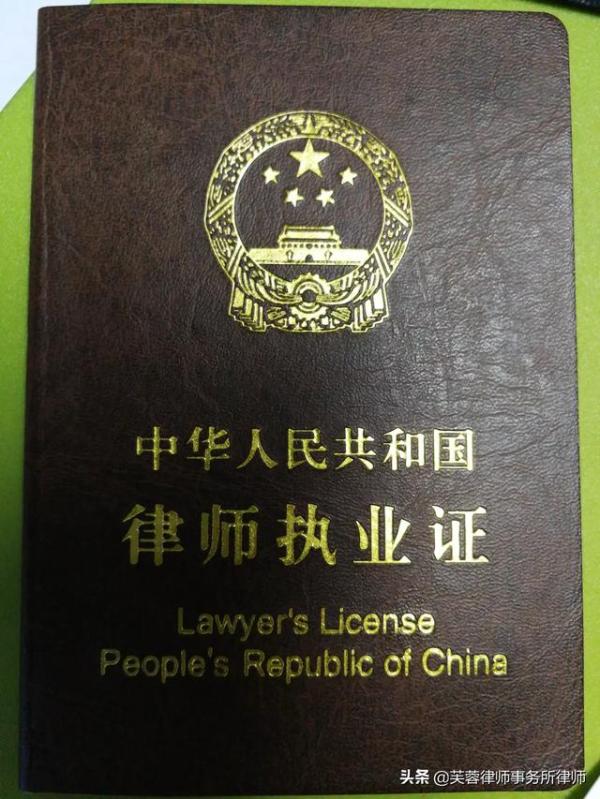 中华人民共和国
律师执业证
Lawyer's License
People's Republic of China
头条 @芙蓉律师事务所律师